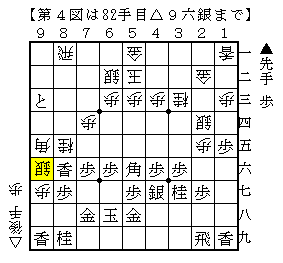 【第４図は82手目△９六銀まで】
９ ８ ７ ６ ５ ４ ３ ２ １
飛 金 香 一
銀 王 金 二
と 歩 歩 歩 桂 歩 三
歩 銀 四
角 桂 歩 歩 五
銀 香 歩 歩 角 歩 歩 六
歩 歩 歩 銀 桂 歩 七
金 玉 金 八
香 桂 飛 香 九
▲先手 歩
△後手 歩